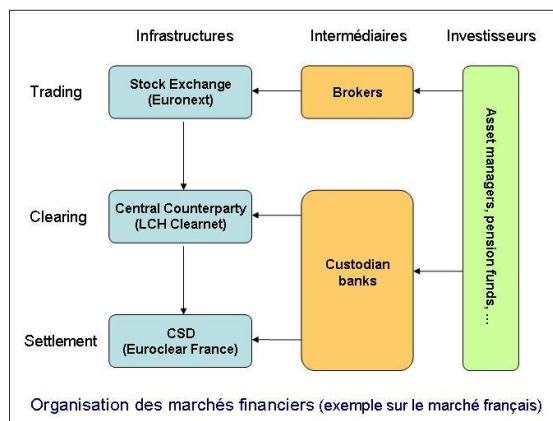 Infrastructures
Intermédiaires
Investisseurs
Trading
Stock Exchange
(Euronext)
Brokers
Asset managers, pension funds, ...
Clearing
Central Counterparty
(LCH Clearnet)
Custodian
banks
Settlement
CSD
(Euroclear France)
Organisation des marchés financiers (exemple sur le marché français)